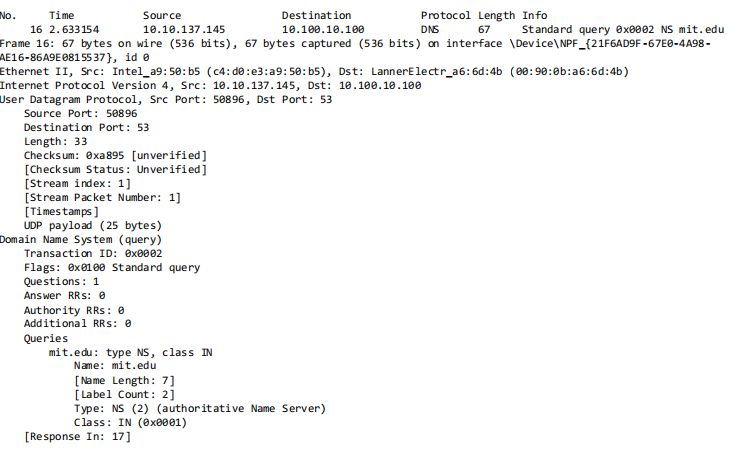 No. Time Source Destination Protocol Length Info
16 2.633154 10.10.137.145 10.100.10.100 DNS 67 Standard query 0x0002 NS mit.edu
Frame 16: 67 bytes on wire (536 bits), 67 bytes captured (536 bits) on interface \Device\NPF_{21F6AD9F-67E0-4A98-
AE16-86A9E0815537}, id 0
Ethernet II, Src: Intel_a9:50:b5 (c4:d0:e3:a9:50:b5), Dst: LannerElectr_a6:6d:4b (00:90:0b:a6:6d:4b)
Internet Protocol Version 4, Src: 10.10.137.145, Dst: 10.100.10.100
User Datagram Protocol, Src Port: 50896, Dst Port: 53
Source Port: 50896
Destination Port: 53
Length: 33
Checksum: 0xa895 [unverified]
[Checksum Status: Unverified]
[Stream index: 1]
[Stream Packet Number: 1]
[Timestamps]
UDP payload (25 bytes)
Domain Name System (query)
Transaction ID: 0x0002
Flags: 0x0100 Standard query
Questions: 1
Answer RRs: 0
Authority RRs: 0
Additional RRs: 0
Queries
mit.edu: type NS, class IN
Name: mit.edu
[Name Length: 7]
[Label Count: 2]
Type: NS (2) (authoritative Name Server)
Class: IN (0x0001)
[Response In: 17]